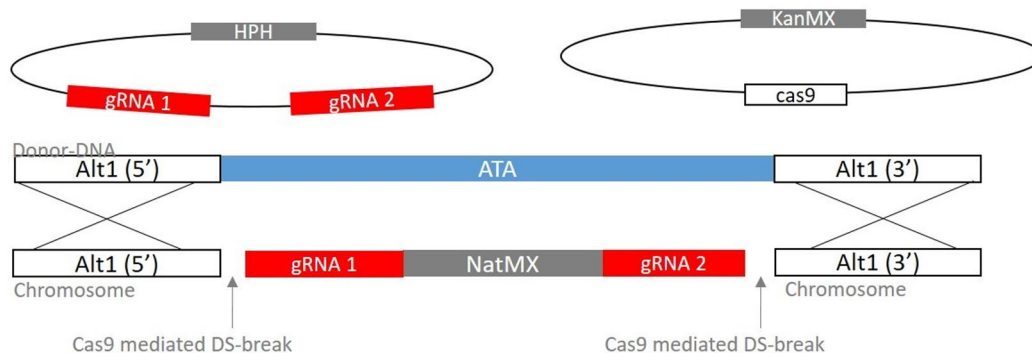 HPH
KanMX
gRNA 1
gRNA 2
cas9
Donor-DNA
Alt1 (5’)
ATA
Alt1 (3’)
Alt1 (5’)
gRNA 1
NatMX
gRNA 2
Alt1 (3’)
Chromosome
Chromosome
Cas9 mediated DS-break
Cas9 mediated DS-break